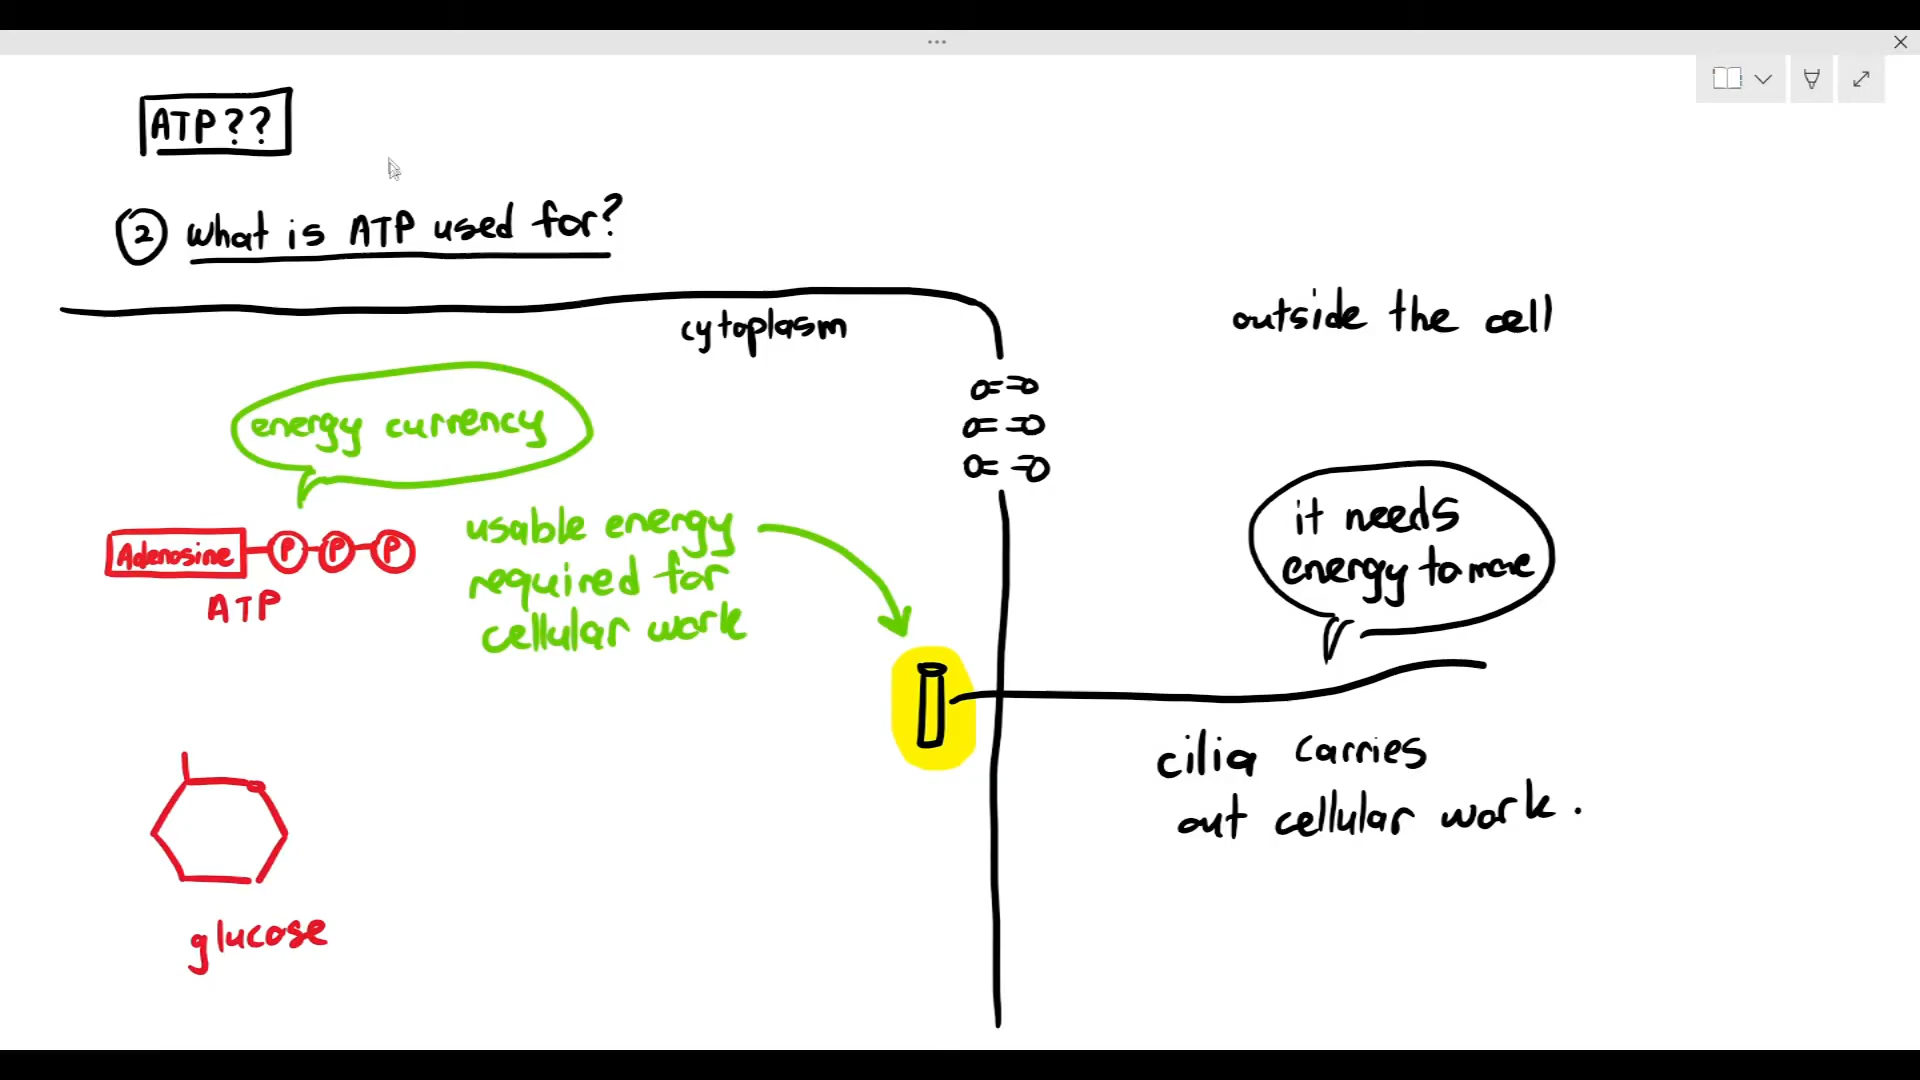 ATP??
2 What is ATP used for?
cytoplasm
outside the cell
energy currency
Adenosine P P P
ATP
usable energy
required for
cellular work
it needs
energy to move
cilia carries
out cellular work.
glucose